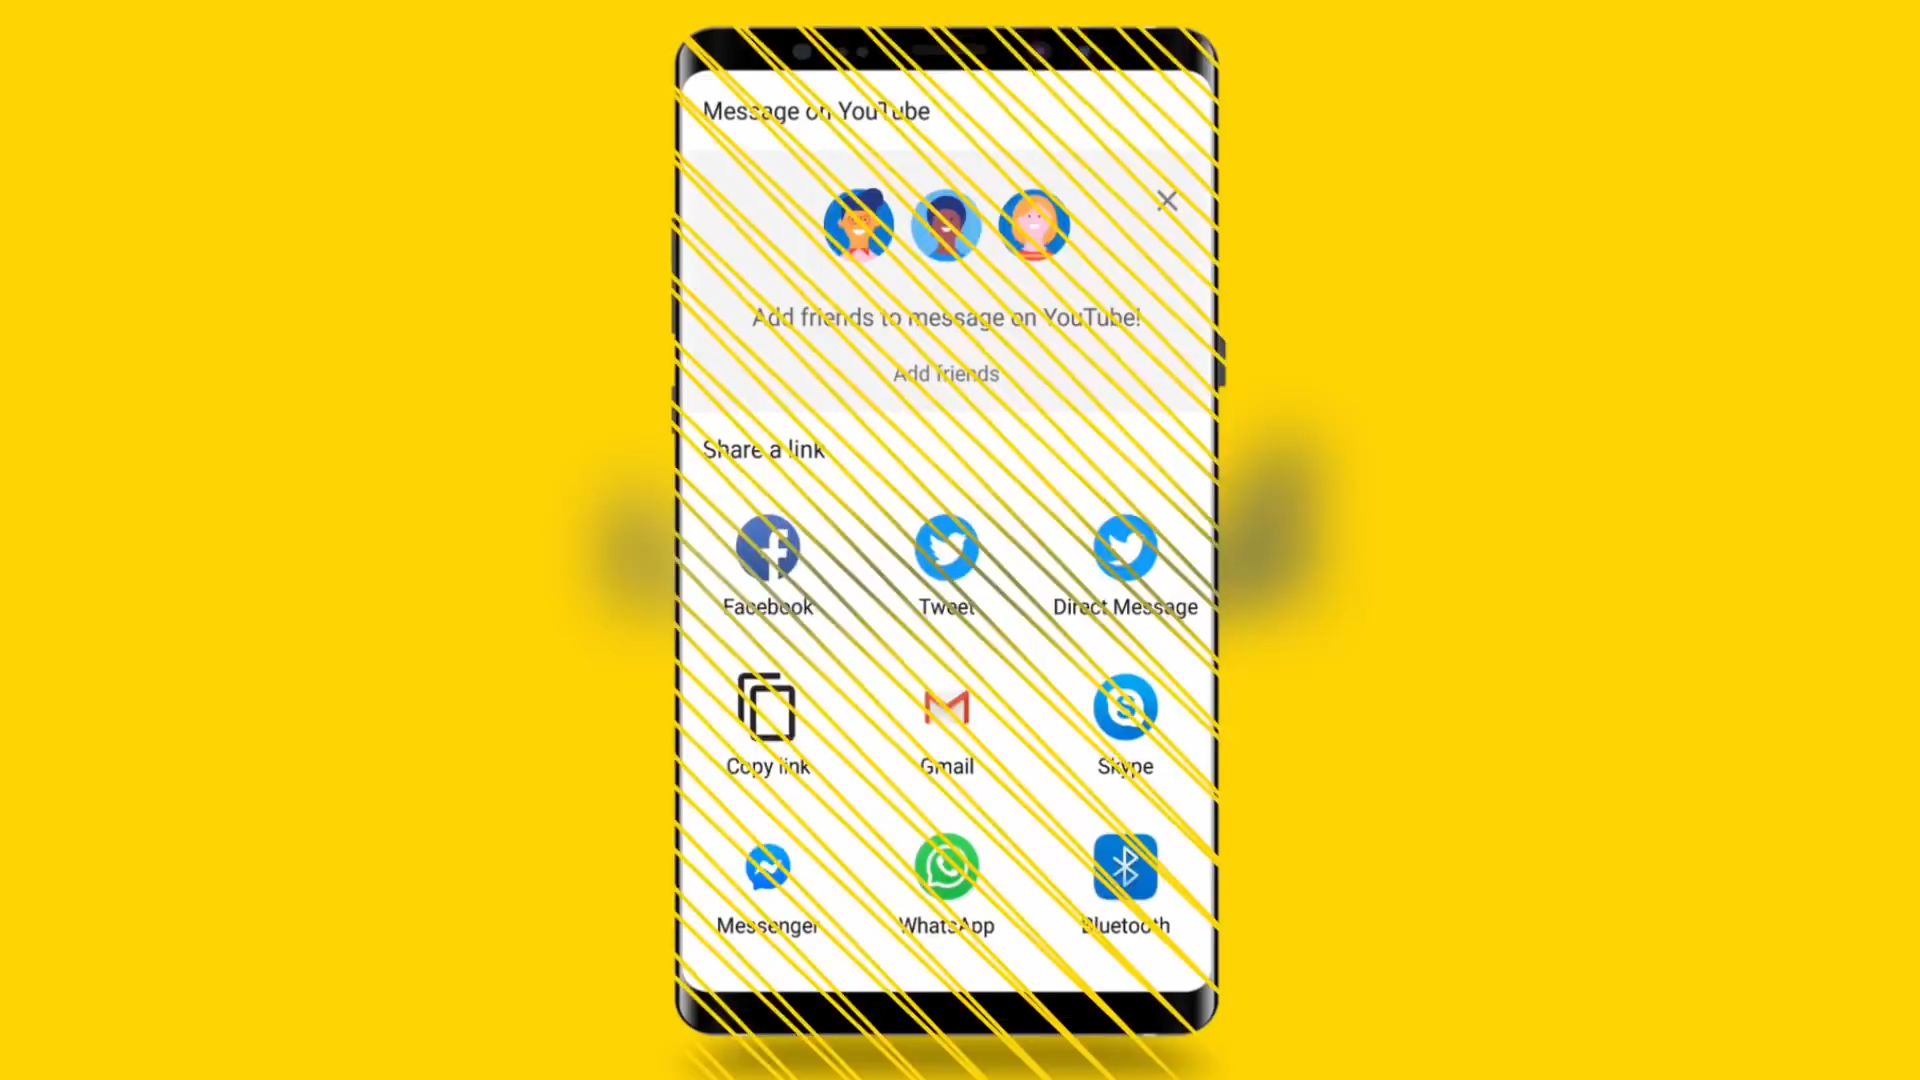 Message on YouTube
Add friends to message on YouTube!
Add friends
Share a link
Facebook
Tweet
Direct Message
Copy link
Gmail
Skype
Messenger
WhatsApp
Bluetooth